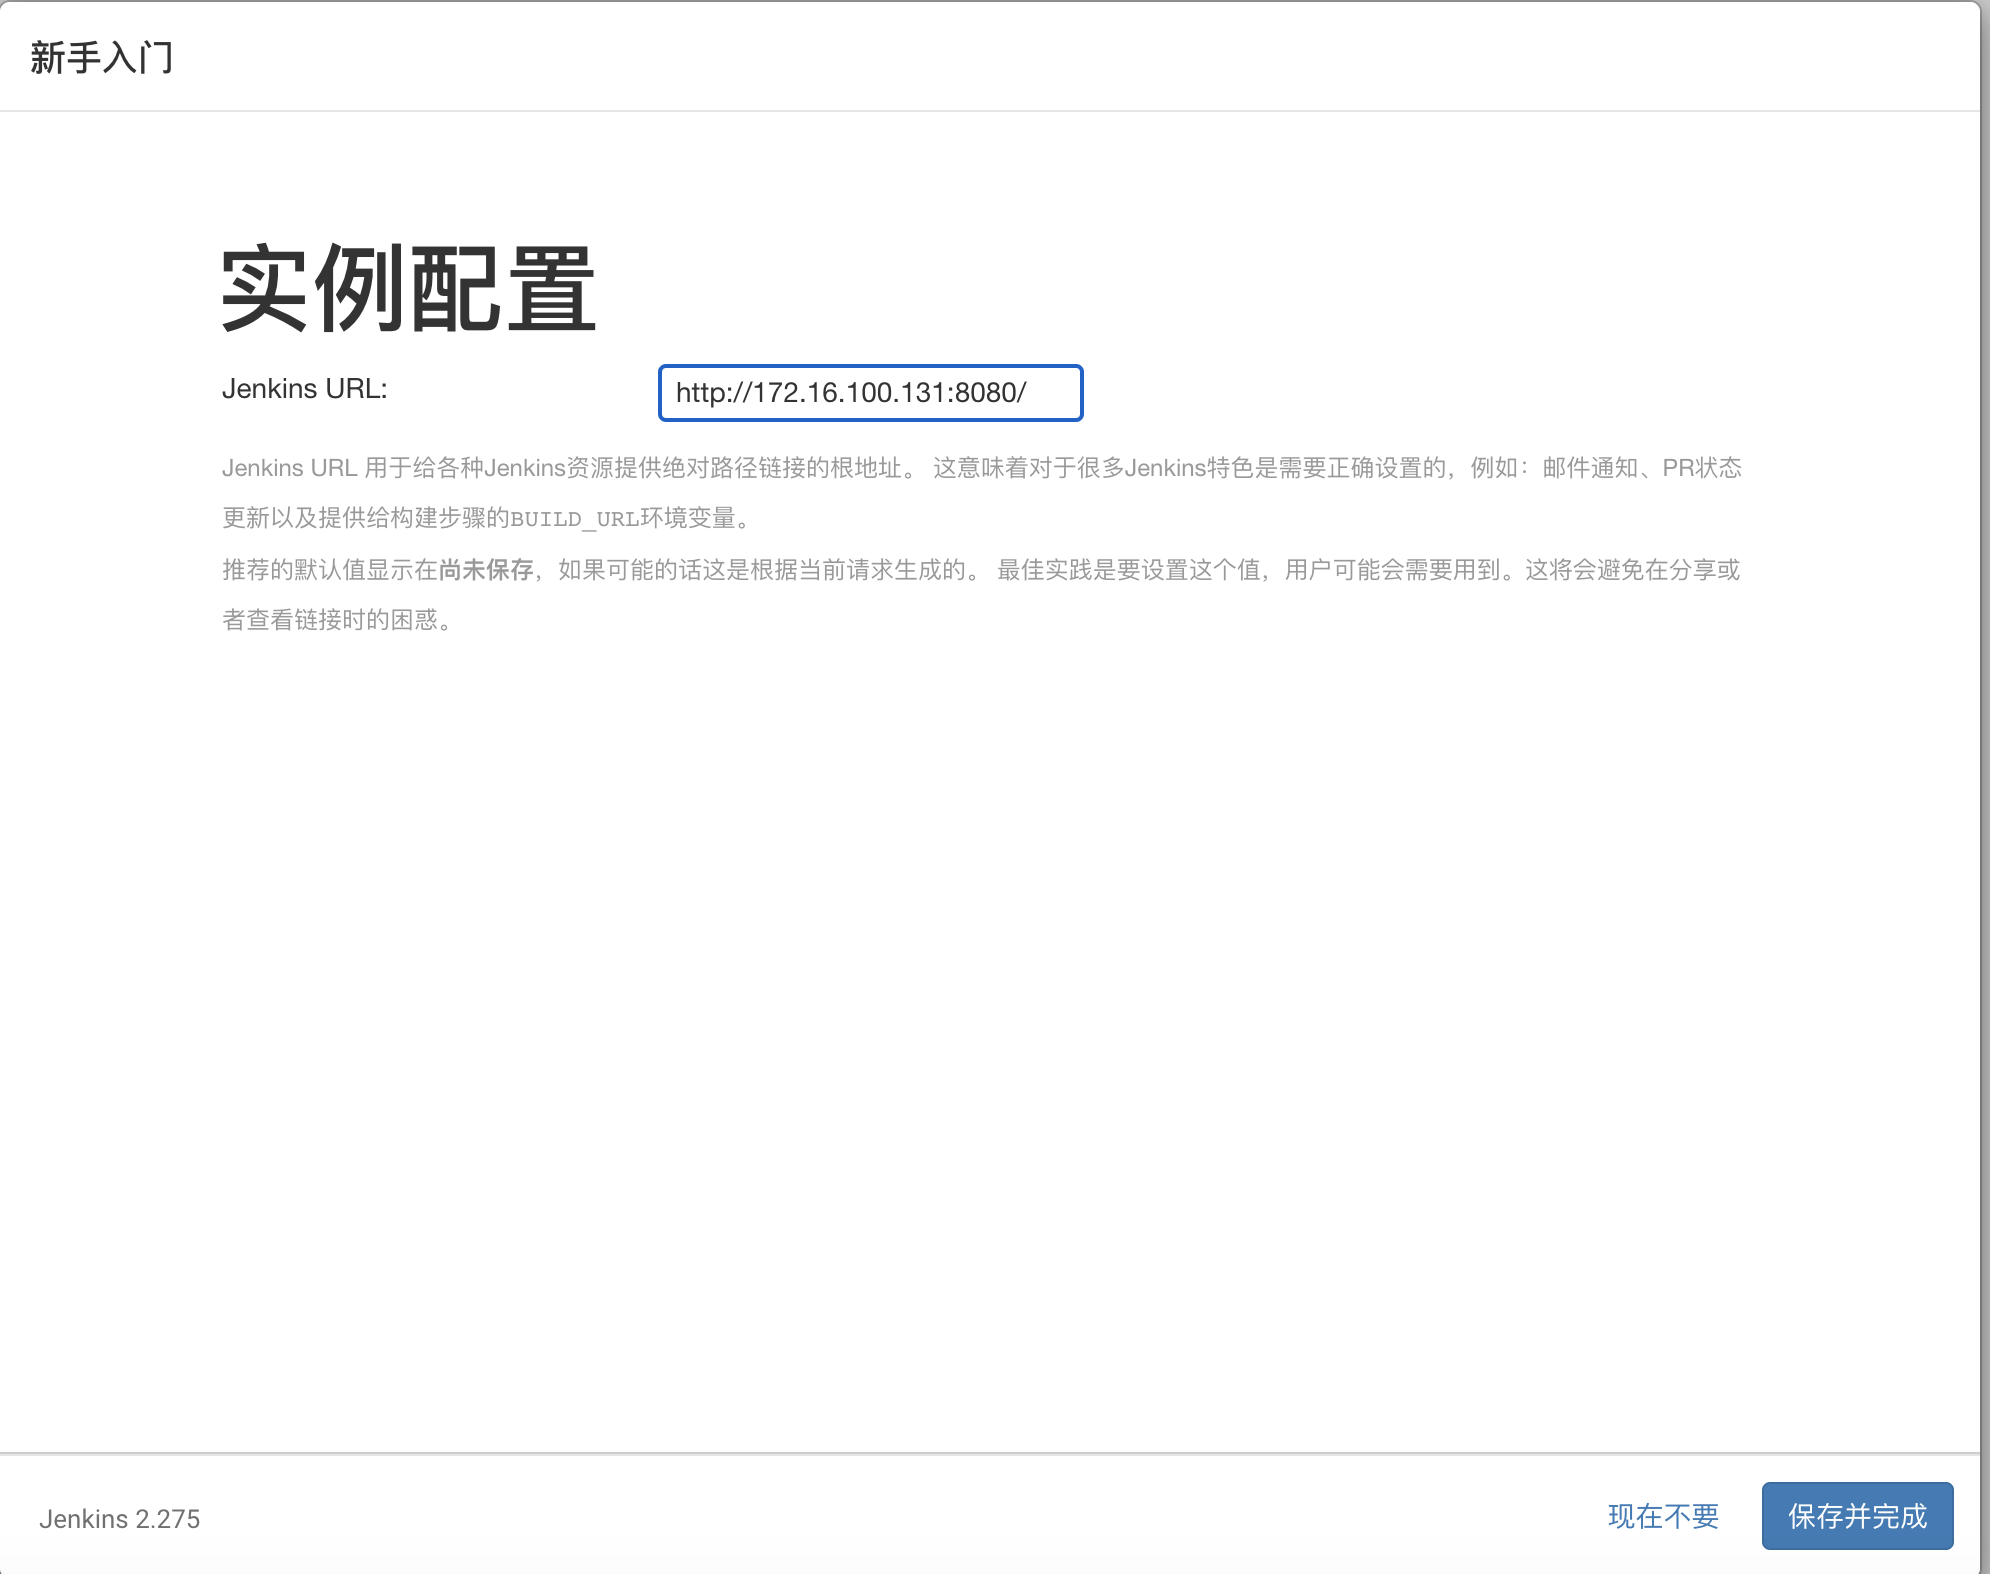 新手入门
实例配置
Jenkins URL: http://172.16.100.131:8080/
Jenkins URL 用于给各种Jenkins资源提供绝对路径链接的根地址。 这意味着对于很多Jenkins特色是需要正确设置的，例如：邮件通知、PR状态
更新以及提供给构建步骤的BUILD_URL环境变量。
推荐的默认值显示在尚未保存，如果可能的话这是根据当前请求生成的。 最佳实践是要设置这个值，用户可能会需要用到。这将会避免在分享或
者查看链接时的困惑。
Jenkins 2.275 现在不要 保存并完成